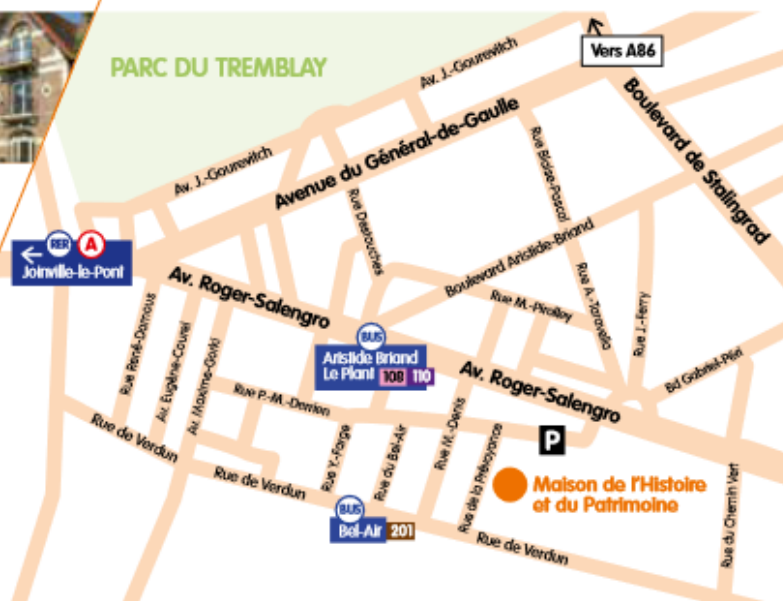 PARC DU TREMBLAY
Av. J.-Gourevitch
Vers A86
Av. J.-Gourevitch
Avenue du Général-de-Gaulle
Boulevard de Stalingrad
Rue Blaise-Pascal
Rue Destouches
RER A
Joinville-le-Pont
Boulevard Aristide-Briand
Av. Roger-Salengro
Rue M.-Pirolley
Rue A.-Taravella
Rue J.-Herry
Rue René-Damous
Av. Eugène-Courel
Av. Maxime-Gorki
BUS
Aristide Briand
Le Plant 108 110
Av. Roger-Salengro
Bd Gabriel-Péri
Rue P.-M.-Derrien
Rue de Verdun
Rue Y.-Farge
Rue du Bel-Air
Rue M.-Denis
Rue de la Prévoyance
P
Maison de l'Histoire
et du Patrimoine
Rue de Verdun
BUS
Bel-Air 201
Rue de Verdun
Rue du Chemin Vert